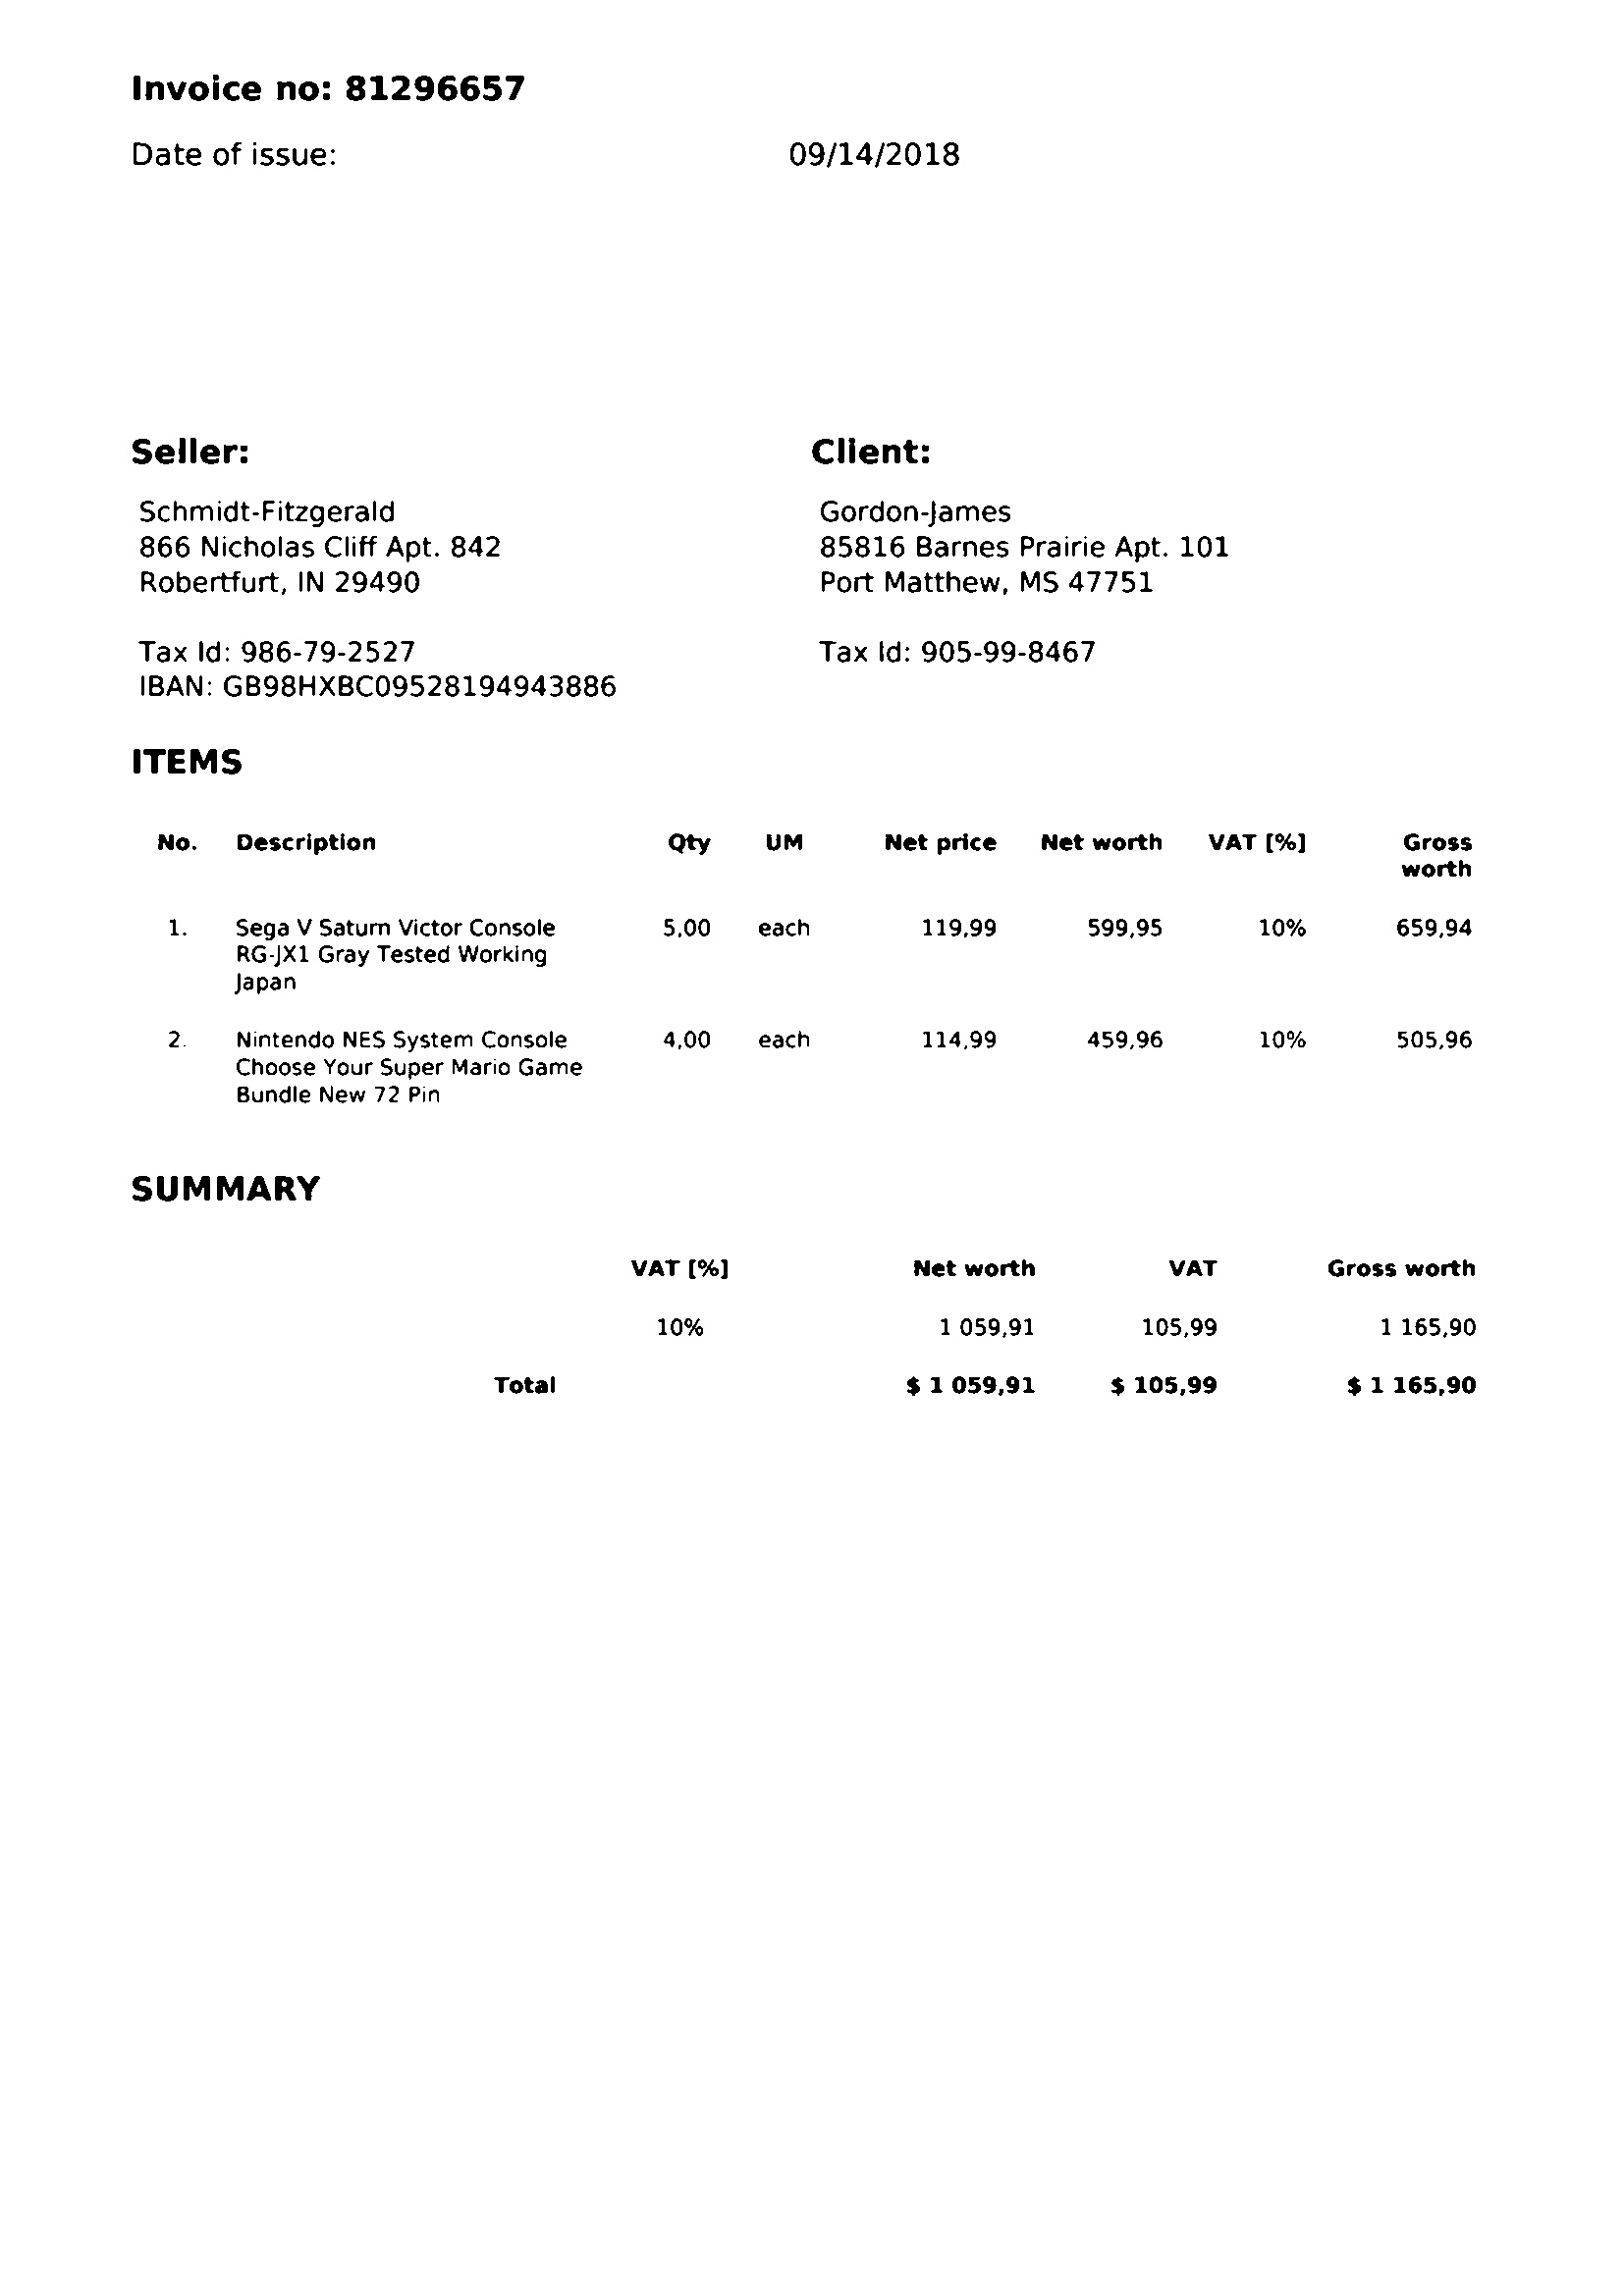 Invoice no: 81296657
Date of issue: 09/14/2018
Seller: Client:
Schmidt-Fitzgerald Gordon-James
866 Nicholas Cliff Apt. 842 85816 Barnes Prairie Apt. 101
Robertfurt, IN 29490 Port Matthew, MS 47751
Tax Id: 986-79-2527 Tax Id: 905-99-8467
IBAN: GB98HXBC09528194943886
ITEMS
No. Description Qty UM Net price Net worth VAT [%] Gross
worth
1. Sega V Saturn Victor Console 5,00 each 119,99 599,95 10% 659,94
RG-JX1 Gray Tested Working
Japan
2. Nintendo NES System Console 4,00 each 114,99 459,96 10% 505,96
Choose Your Super Mario Game
Bundle New 72 Pin
SUMMARY
VAT [%] Net worth VAT Gross worth
10% 1 059,91 105,99 1 165,90
Total $ 1 059,91 $ 105,99 $ 1 165,90